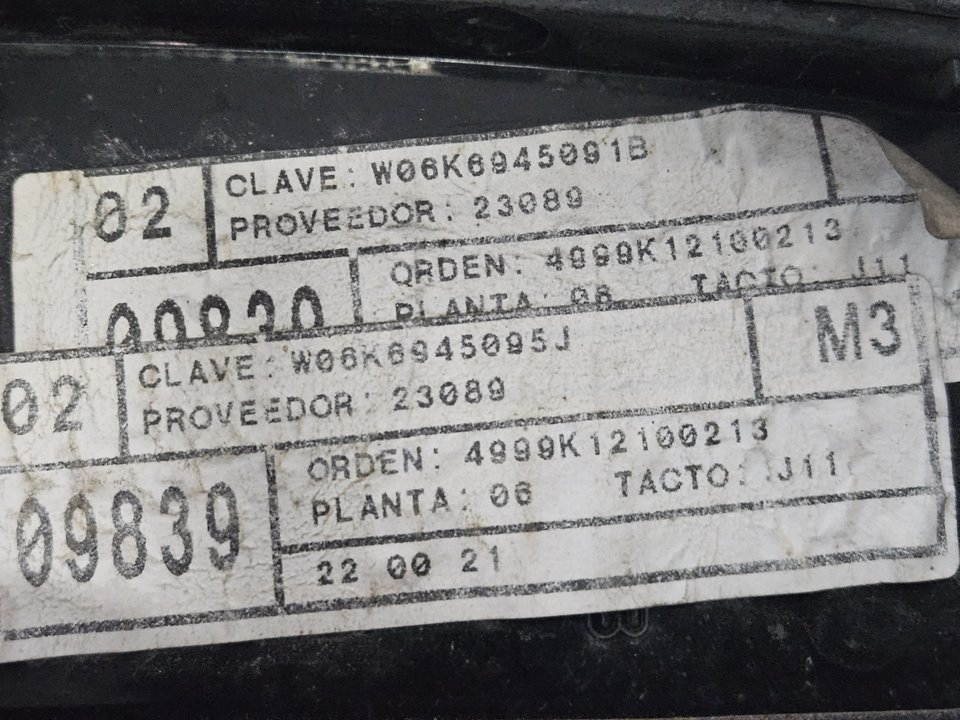 02
CLAVE: W06K6945091B
PROVEEDOR: 23089
ORDEN: 4999K12100213
PLANTA: 06 TACTO: J11
02
CLAVE: W06K6945095J
PROVEEDOR: 23089
M3
09839
ORDEN: 4999K12100213
PLANTA: 06 TACTO: J11
22 00 21